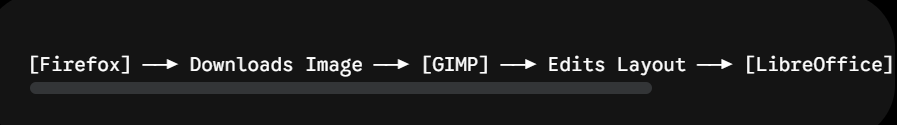 [Firefox] ──► Downloads Image ──► [GIMP] ──► Edits Layout ──► [LibreOffice]